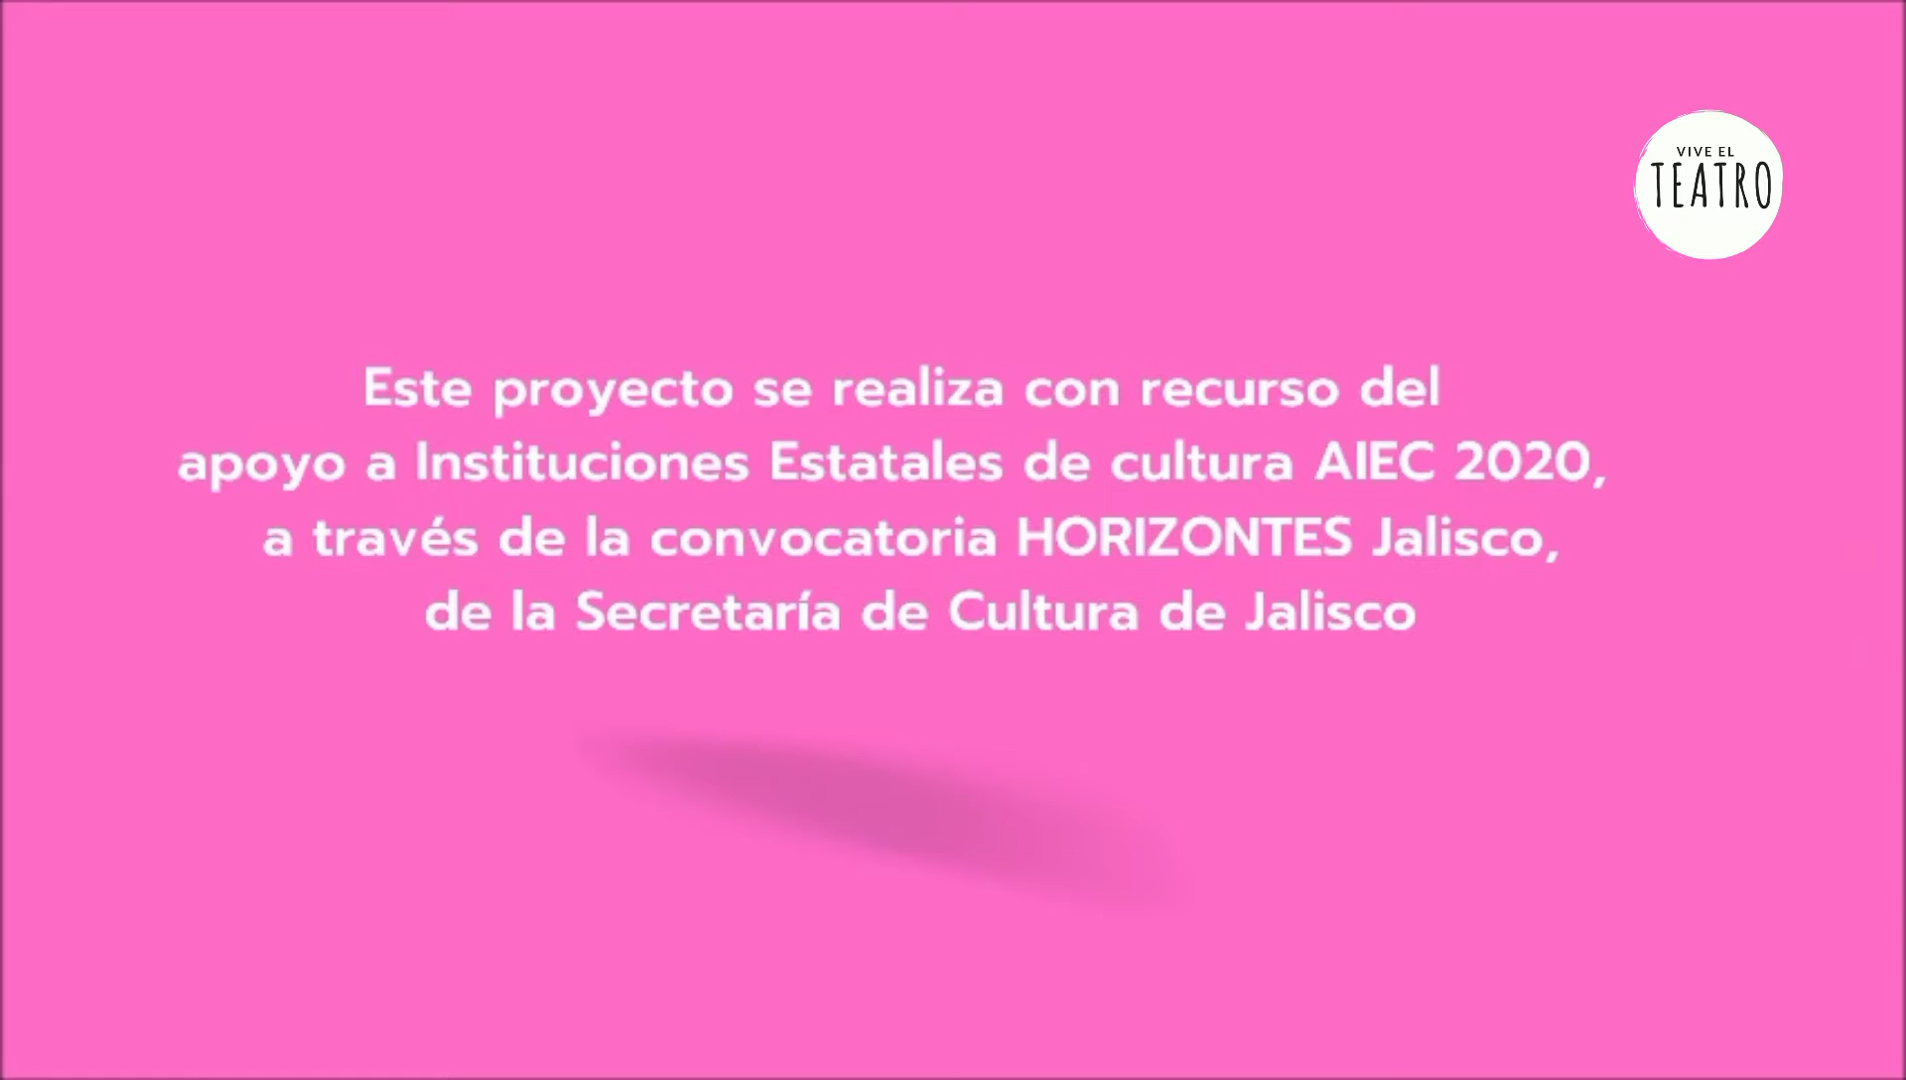 VIVE EL
TEATRO
Este proyecto se realiza con recurso del
apoyo a Instituciones Estatales de cultura AIEC 2020,
a través de la convocatoria HORIZONTES Jalisco,
de la Secretaría de Cultura de Jalisco